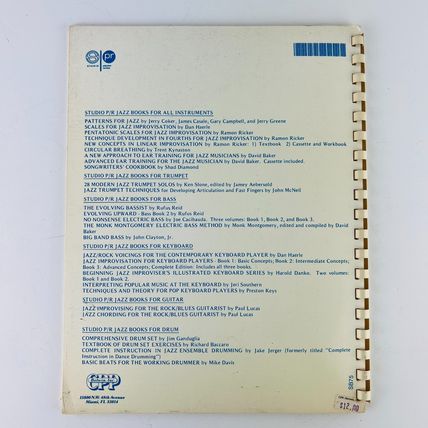 pr
STUDIO P/R JAZZ BOOKS FOR ALL INSTRUMENTS
PATTERNS FOR JAZZ by Jerry Coker, James Casale, Gary Campbell, and Jerry Greene
SCALES FOR JAZZ IMPROVISATION by Dan Haerle
PENTATONIC SCALES FOR JAZZ IMPROVISATION by Ramon Ricker
TECHNIQUE DEVELOPMENT IN FOURTHS FOR JAZZ IMPROVISATION by Ramon Ricker
NEW CONCEPTS IN LINEAR IMPROVISATION by Ramon Ricker: 1) Textbook 2) Cassette and Workbook
CIRCULAR BREATHING by Trent Kynaston
A NEW APPROACH TO EAR TRAINING FOR JAZZ MUSICIANS by David Baker
ADVANCED EAR TRAINING FOR THE JAZZ MUSICIAN by David Baker. Cassette included.
SONGWRITERS' COOKBOOK by Shad Diamond
STUDIO P/R JAZZ BOOKS FOR TRUMPET
28 MODERN JAZZ TRUMPET SOLOS by Ken Slone, edited by Jamey Aebersold
JAZZ TRUMPET TECHNIQUES for Developing Articulation and Fast Fingers by John McNeil
STUDIO P/R JAZZ BOOKS FOR BASS
THE EVOLVING BASSIST by Rufus Reid
EVOLVING UPWARD - Bass Book 2 by Rufus Reid
NO NONSENSE ELECTRIC BASS by Joe Cacibauda. Three volumes: Book 1, Book 2, and Book 3.
THE MONK MONTGOMERY ELECTRIC BASS METHOD by Monk Montgomery, edited and compiled by David
Baker
BIG BAND BASS by John Clayton, Jr.
STUDIO P/R JAZZ BOOKS FOR KEYBOARD
JAZZ/ROCK VOICINGS FOR THE CONTEMPORARY KEYBOARD PLAYER by Dan Haerle
JAZZ IMPROVISATION FOR KEYBOARD PLAYERS - Book 1: Basic Concepts; Book 2: Intermediate Concepts;
Book 3: Advanced Concepts; Complete Edition: Includes all three books.
BEGINNING JAZZ IMPROVISER'S ILLUSTRATED KEYBOARD SERIES by Harold Danko. Two volumes:
Book 1 and Book 2.
INTERPRETING POPULAR MUSIC AT THE KEYBOARD by Jeri Southern
TECHNIQUES AND THEORY FOR POP KEYBOARD PLAYERS by Preston Keys
STUDIO P/R JAZZ BOOKS FOR GUITAR
JAZZ IMPROVISING FOR THE ROCK/BLUES GUITARIST by Paul Lucas
JAZZ CHORDING FOR THE ROCK/BLUES GUITARIST by Paul Lucas
STUDIO P/R JAZZ BOOKS FOR DRUM
COMPREHENSIVE DRUM SET by Jim Garsduglia
TEXTBOOK OF DRUM SET EXERCISES by Richard Baccaro
COMPLETE INSTRUCTION IN JAZZ ENSEMBLE DRUMMING by Jake Jerger (formerly titled "Complete
Instruction in Dance Drumming")
BASIC BEATS FOR THE WORKING DRUMMER by Mike Davis
CPP
15800 N.W. 48th Avenue
Miami, FL 33014
SB75
$12.00